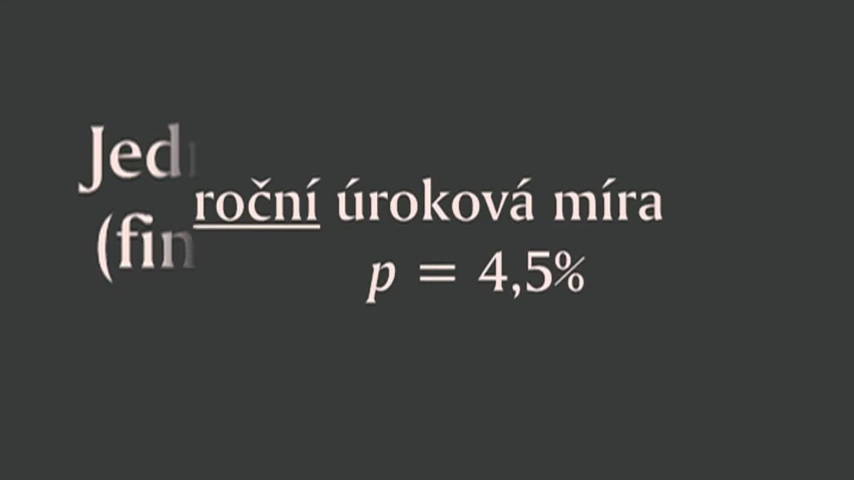 Jed
(fin
roční úroková míra
p = 4,5%